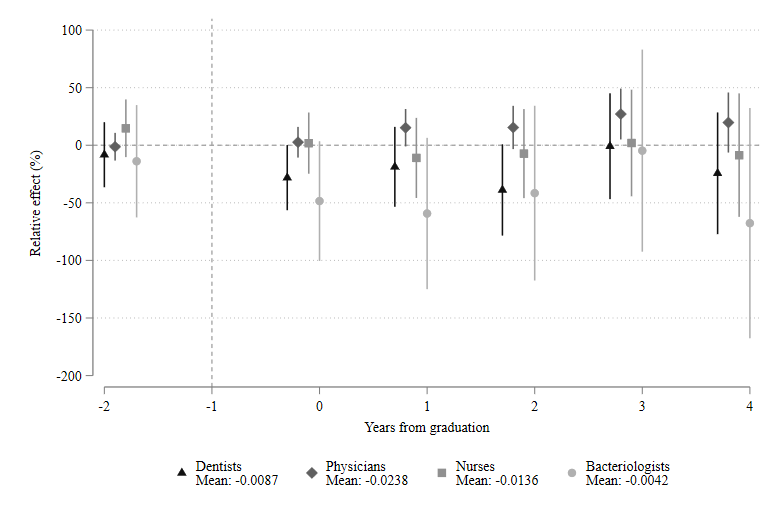 100
50
0
-50
-100
-150
-200
Relative effect (%)
-2 -1 0 1 2 3 4
Years from graduation
Dentists Physicians Nurses Bacteriologists
Mean: -0.0087 Mean: -0.0238 Mean: -0.0136 Mean: -0.0042